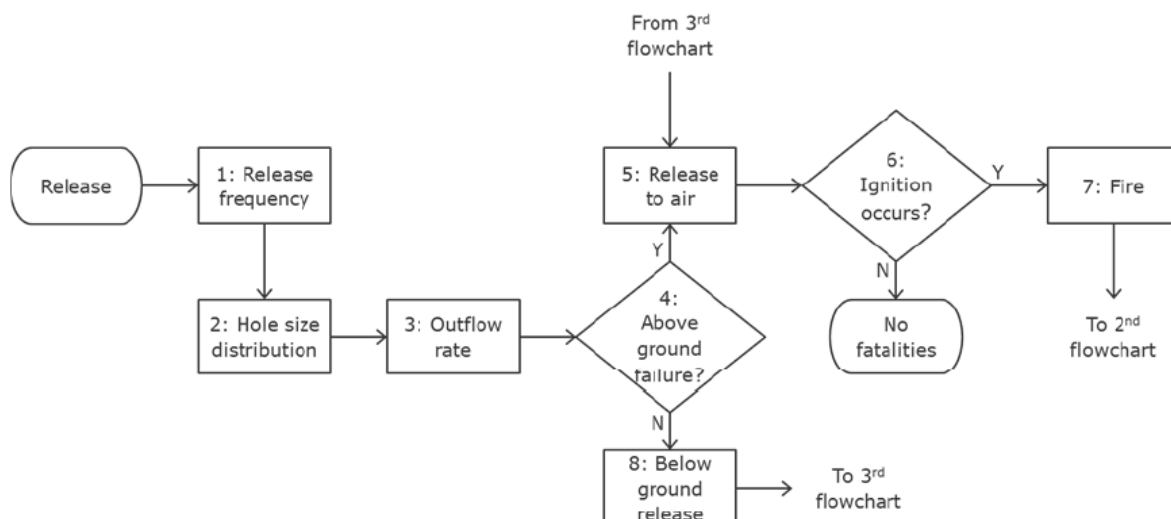 From 3rd
flowchart
Release
1: Release
frequency
5: Release
to air
6:
Ignition
occurs?
Y
7: Fire
Y
N
2: Hole size
distribution
3: Outflow
rate
4:
Above
ground
failure?
No
fatalities
To 2nd
flowchart
N
8: Below
ground
release
To 3rd
flowchart